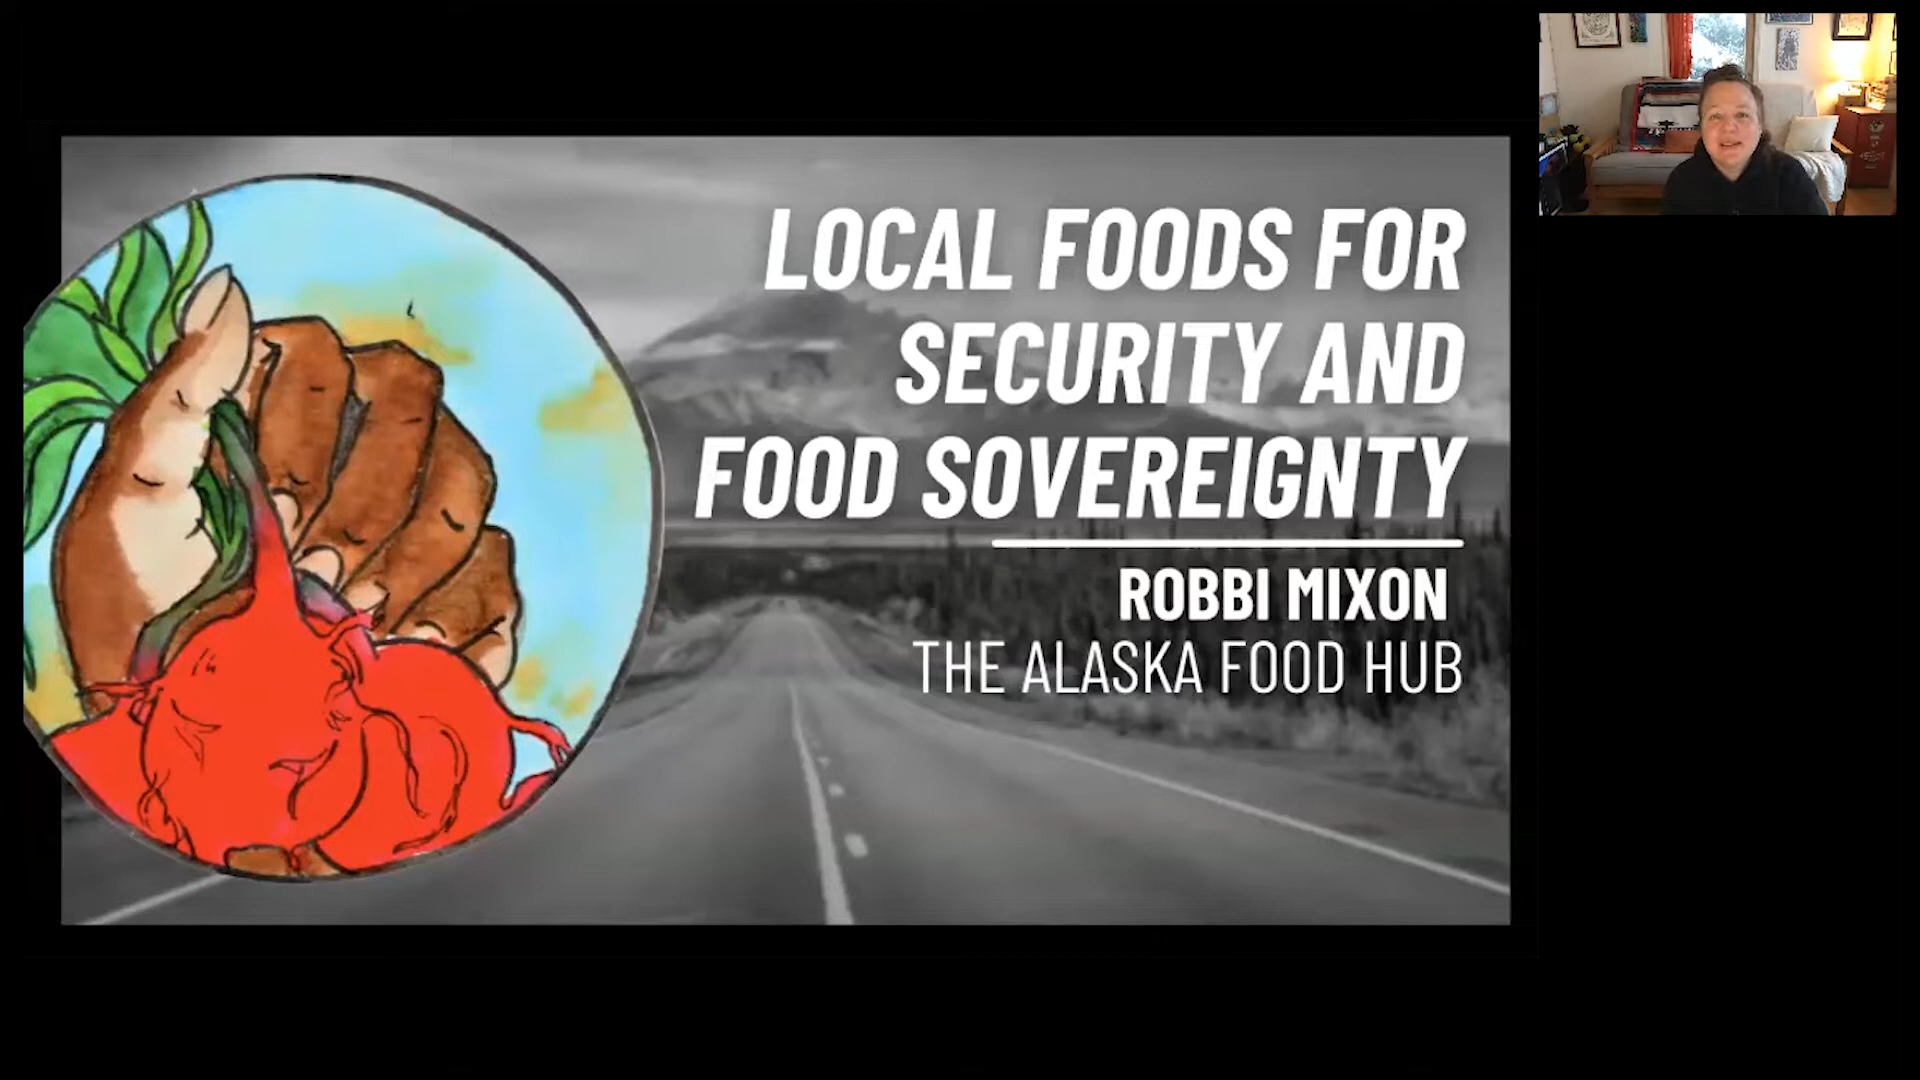 LOCAL FOODS FOR
SECURITY AND
FOOD SOVEREIGNTY
ROBBI MIXON
THE ALASKA FOOD HUB